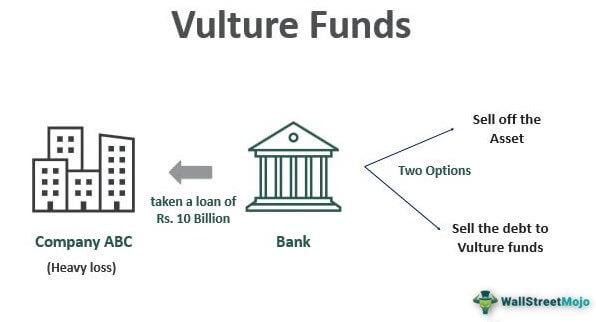 Vulture Funds
Sell off the
Asset
Two Options
taken a loan of
Rs. 10 Billion
Company ABC
(Heavy loss)
Bank
Sell the debt to
Vulture funds
WallStreetMojo